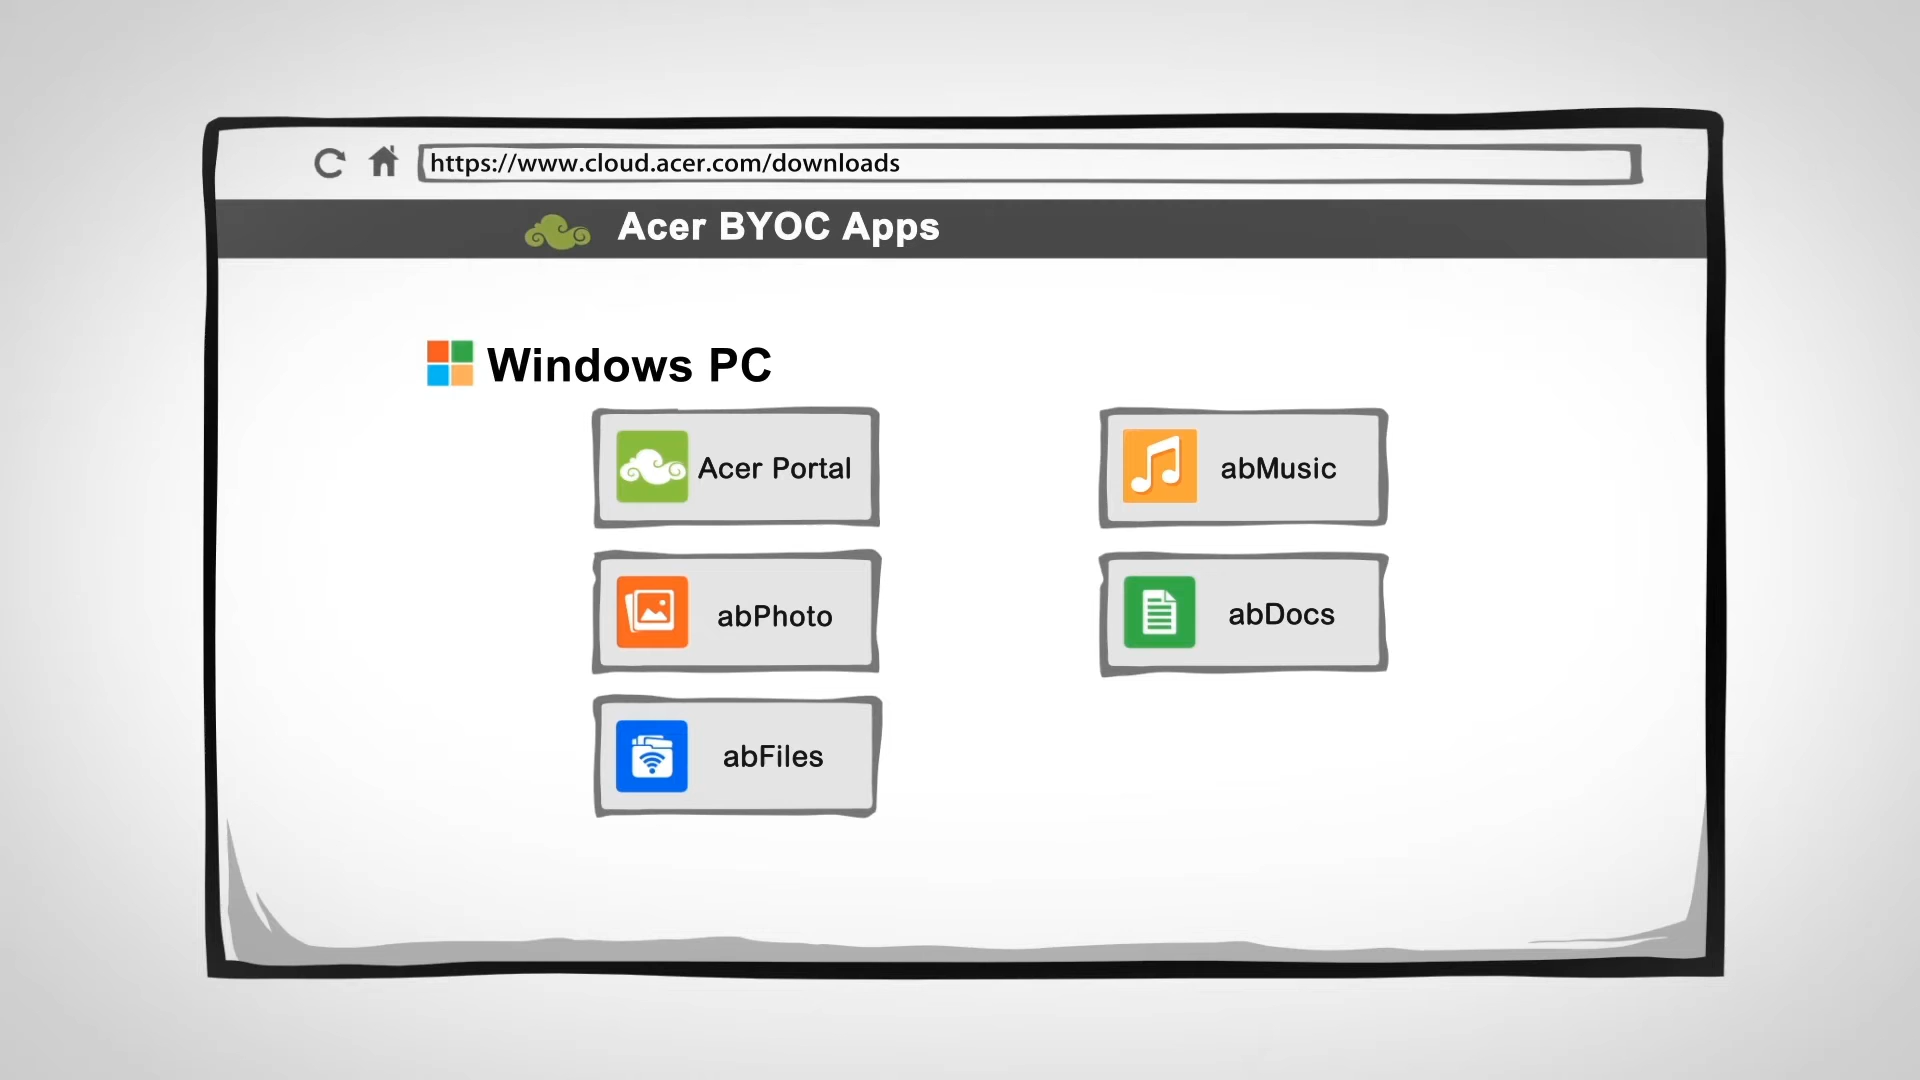 https://www.cloud.acer.com/downloads
Acer BYOC Apps
Windows PC
Acer Portal
abMusic
abPhoto
abDocs
abFiles